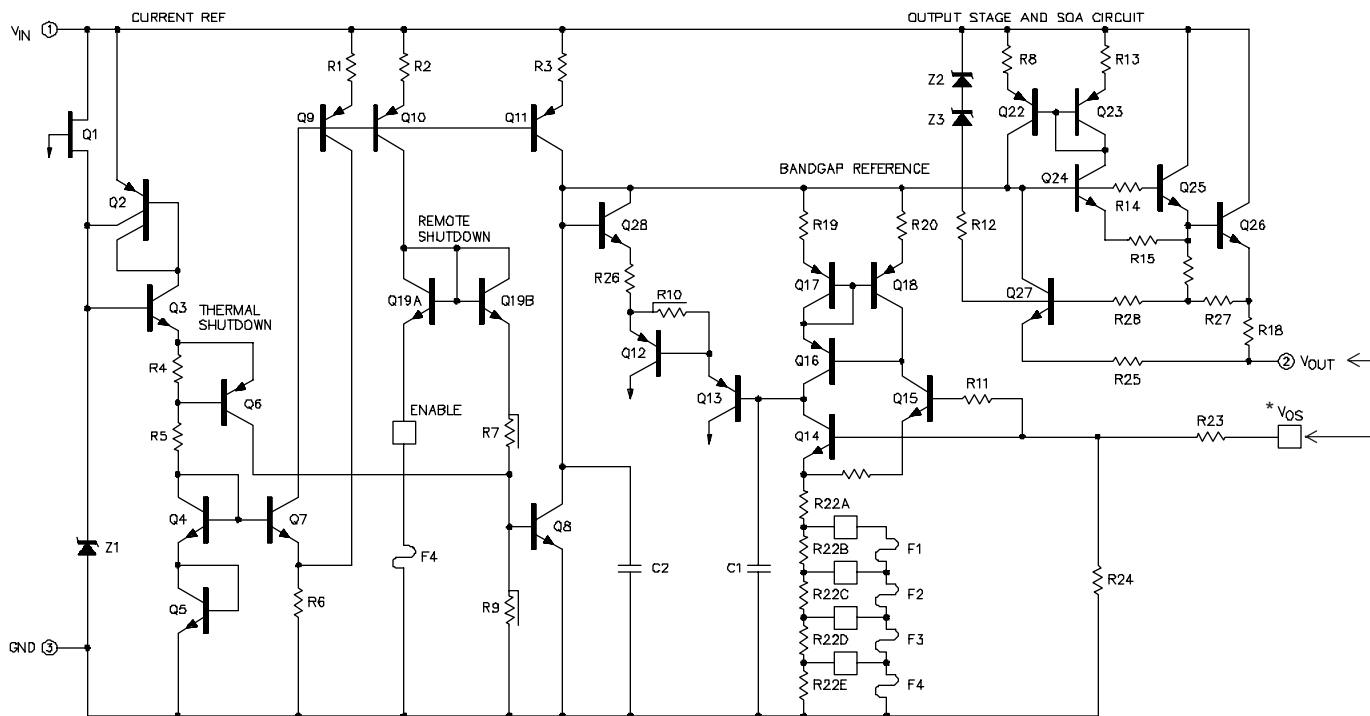 CURRENT REF
OUTPUT STAGE AND SOA CIRCUIT
VIN 1
R1
R2
R3
R8
R13
Z2
Z3
Q1
Q9
Q10
Q11
Q22
Q23
BANDGAP REFERENCE
Q2
Q24
Q25
R14
REMOTE
SHUTDOWN
Q28
R19
R20
R12
Q26
R15
R26
Q17
Q18
Q3
Q19A
Q19B
Q27
THERMAL
SHUTDOWN
R10
R28
R27
R18
R4
Q12
Q16
2 VOUT
R25
Q6
Q13
Q15
R11
ENABLE
* VOS
R5
R7
Q14
R23
R22A
Q4
Q7
Q8
Z1
R22B
F1
F4
C2
C1
R22C
F2
R24
Q5
R6
R9
R22D
F3
GND 3
R22E
F4